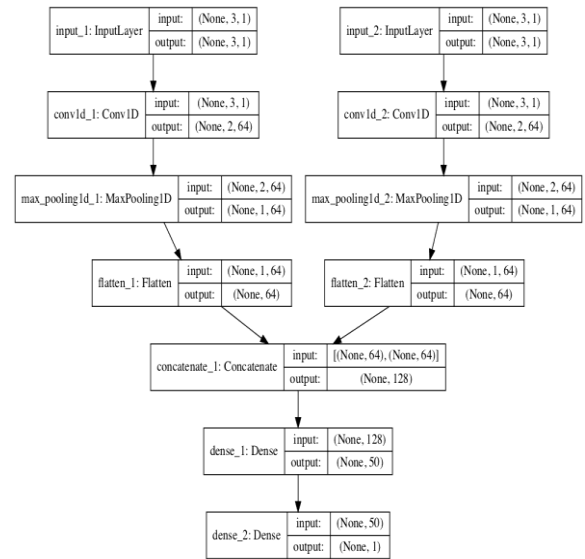 input_1: InputLayer
input: (None, 3, 1)
output: (None, 3, 1)
input_2: InputLayer
input: (None, 3, 1)
output: (None, 3, 1)
conv1d_1: Conv1D
input: (None, 3, 1)
output: (None, 2, 64)
conv1d_2: Conv1D
input: (None, 3, 1)
output: (None, 2, 64)
max_pooling1d_1: MaxPooling1D
input: (None, 2, 64)
output: (None, 1, 64)
max_pooling1d_2: MaxPooling1D
input: (None, 2, 64)
output: (None, 1, 64)
flatten_1: Flatten
input: (None, 1, 64)
output: (None, 64)
flatten_2: Flatten
input: (None, 1, 64)
output: (None, 64)
concatenate_1: Concatenate
input: [(None, 64), (None, 64)]
output: (None, 128)
dense_1: Dense
input: (None, 128)
output: (None, 50)
dense_2: Dense
input: (None, 50)
output: (None, 1)